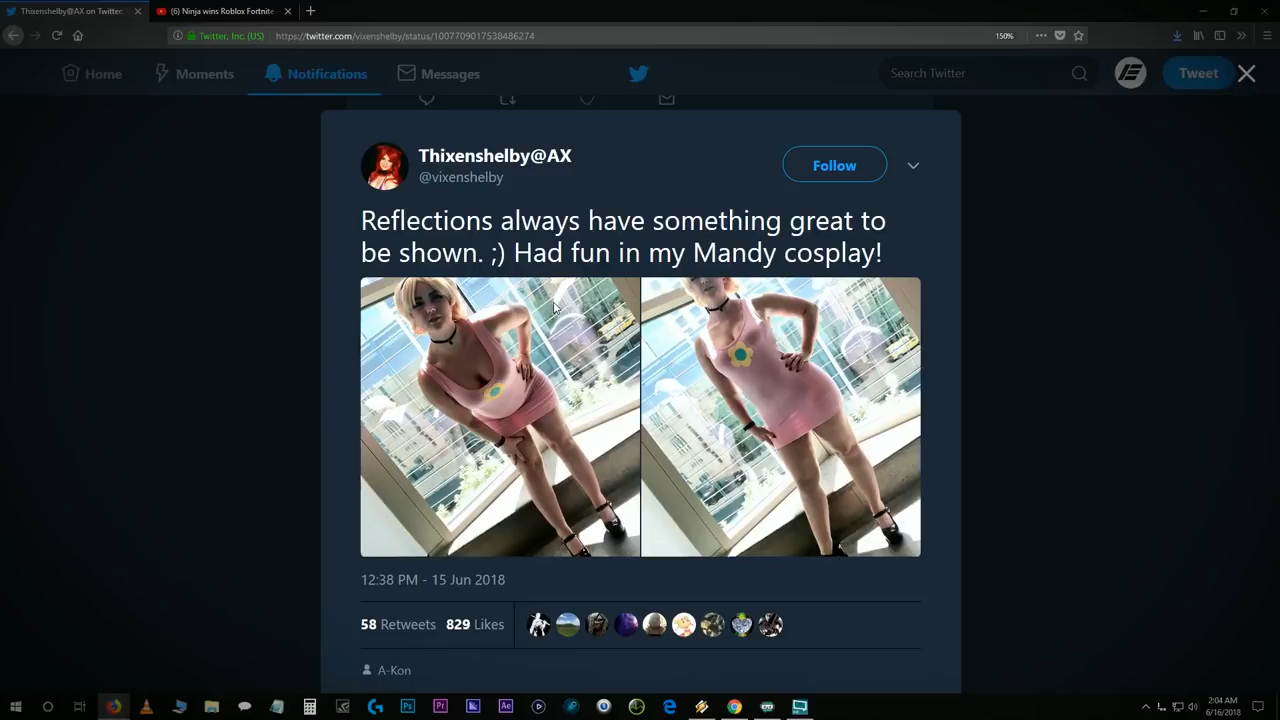 Thixenshelby@AX on Twitter:
(6) Ninja wins Roblox Fortnite
Twitter, Inc. (US)
https://twitter.com/vixenshelby/status/1007709017538486274
150%
Home
Moments
Notifications
Messages
Search Twitter
Tweet
Thixenshelby@AX
@vixenshelby
Follow
Reflections always have something great to
be shown. ;) Had fun in my Mandy cosplay!
12:38 PM - 15 Jun 2018
58 Retweets 829 Likes
A-Kon
Ps
Pr
Ae
2:04 AM
6/16/2018